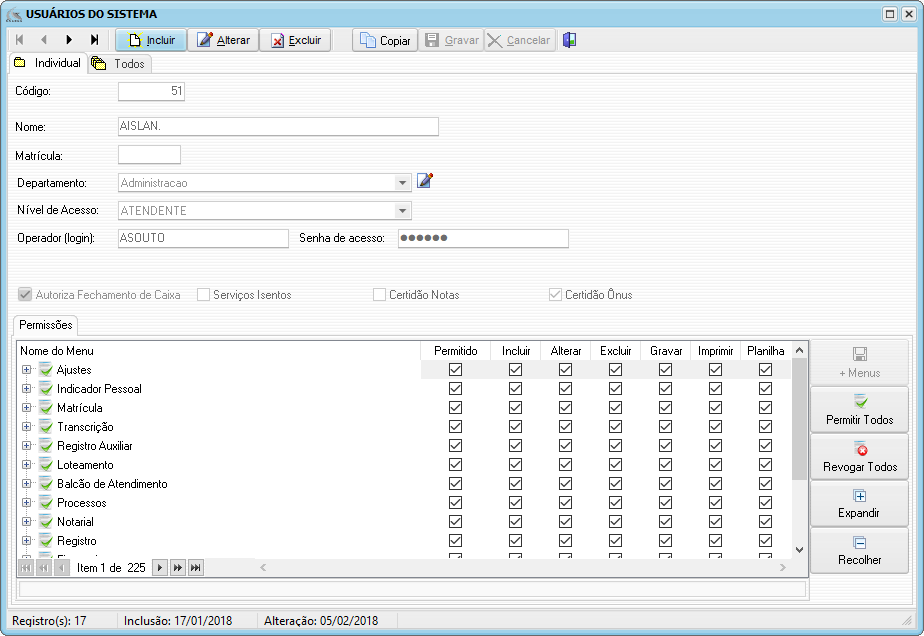 USUÁRIOS DO SISTEMA
Incluir Alterar Excluir Copiar Gravar Cancelar
Individual Todos
Código: 51
Nome: AISLAN.
Matrícula:
Departamento: Administracao
Nível de Acesso: ATENDENTE
Operador (login): ASOUTO Senha de acesso: ●●●●●●
Autoriza Fechamento de Caixa Serviços Isentos Certidão Notas Certidão Ônus
Permissões
Nome do Menu Permitido Incluir Alterar Excluir Gravar Imprimir Planilha
Ajustes
Indicador Pessoal
Matrícula
Transcrição
Registro Auxiliar
Loteamento
Balcão de Atendimento
Processos
Notarial
Registro
Item 1 de 225
+ Menus
Permitir Todos
Revogar Todos
Expandir
Recolher
Registro(s): 17 Inclusão: 17/01/2018 Alteração: 05/02/2018